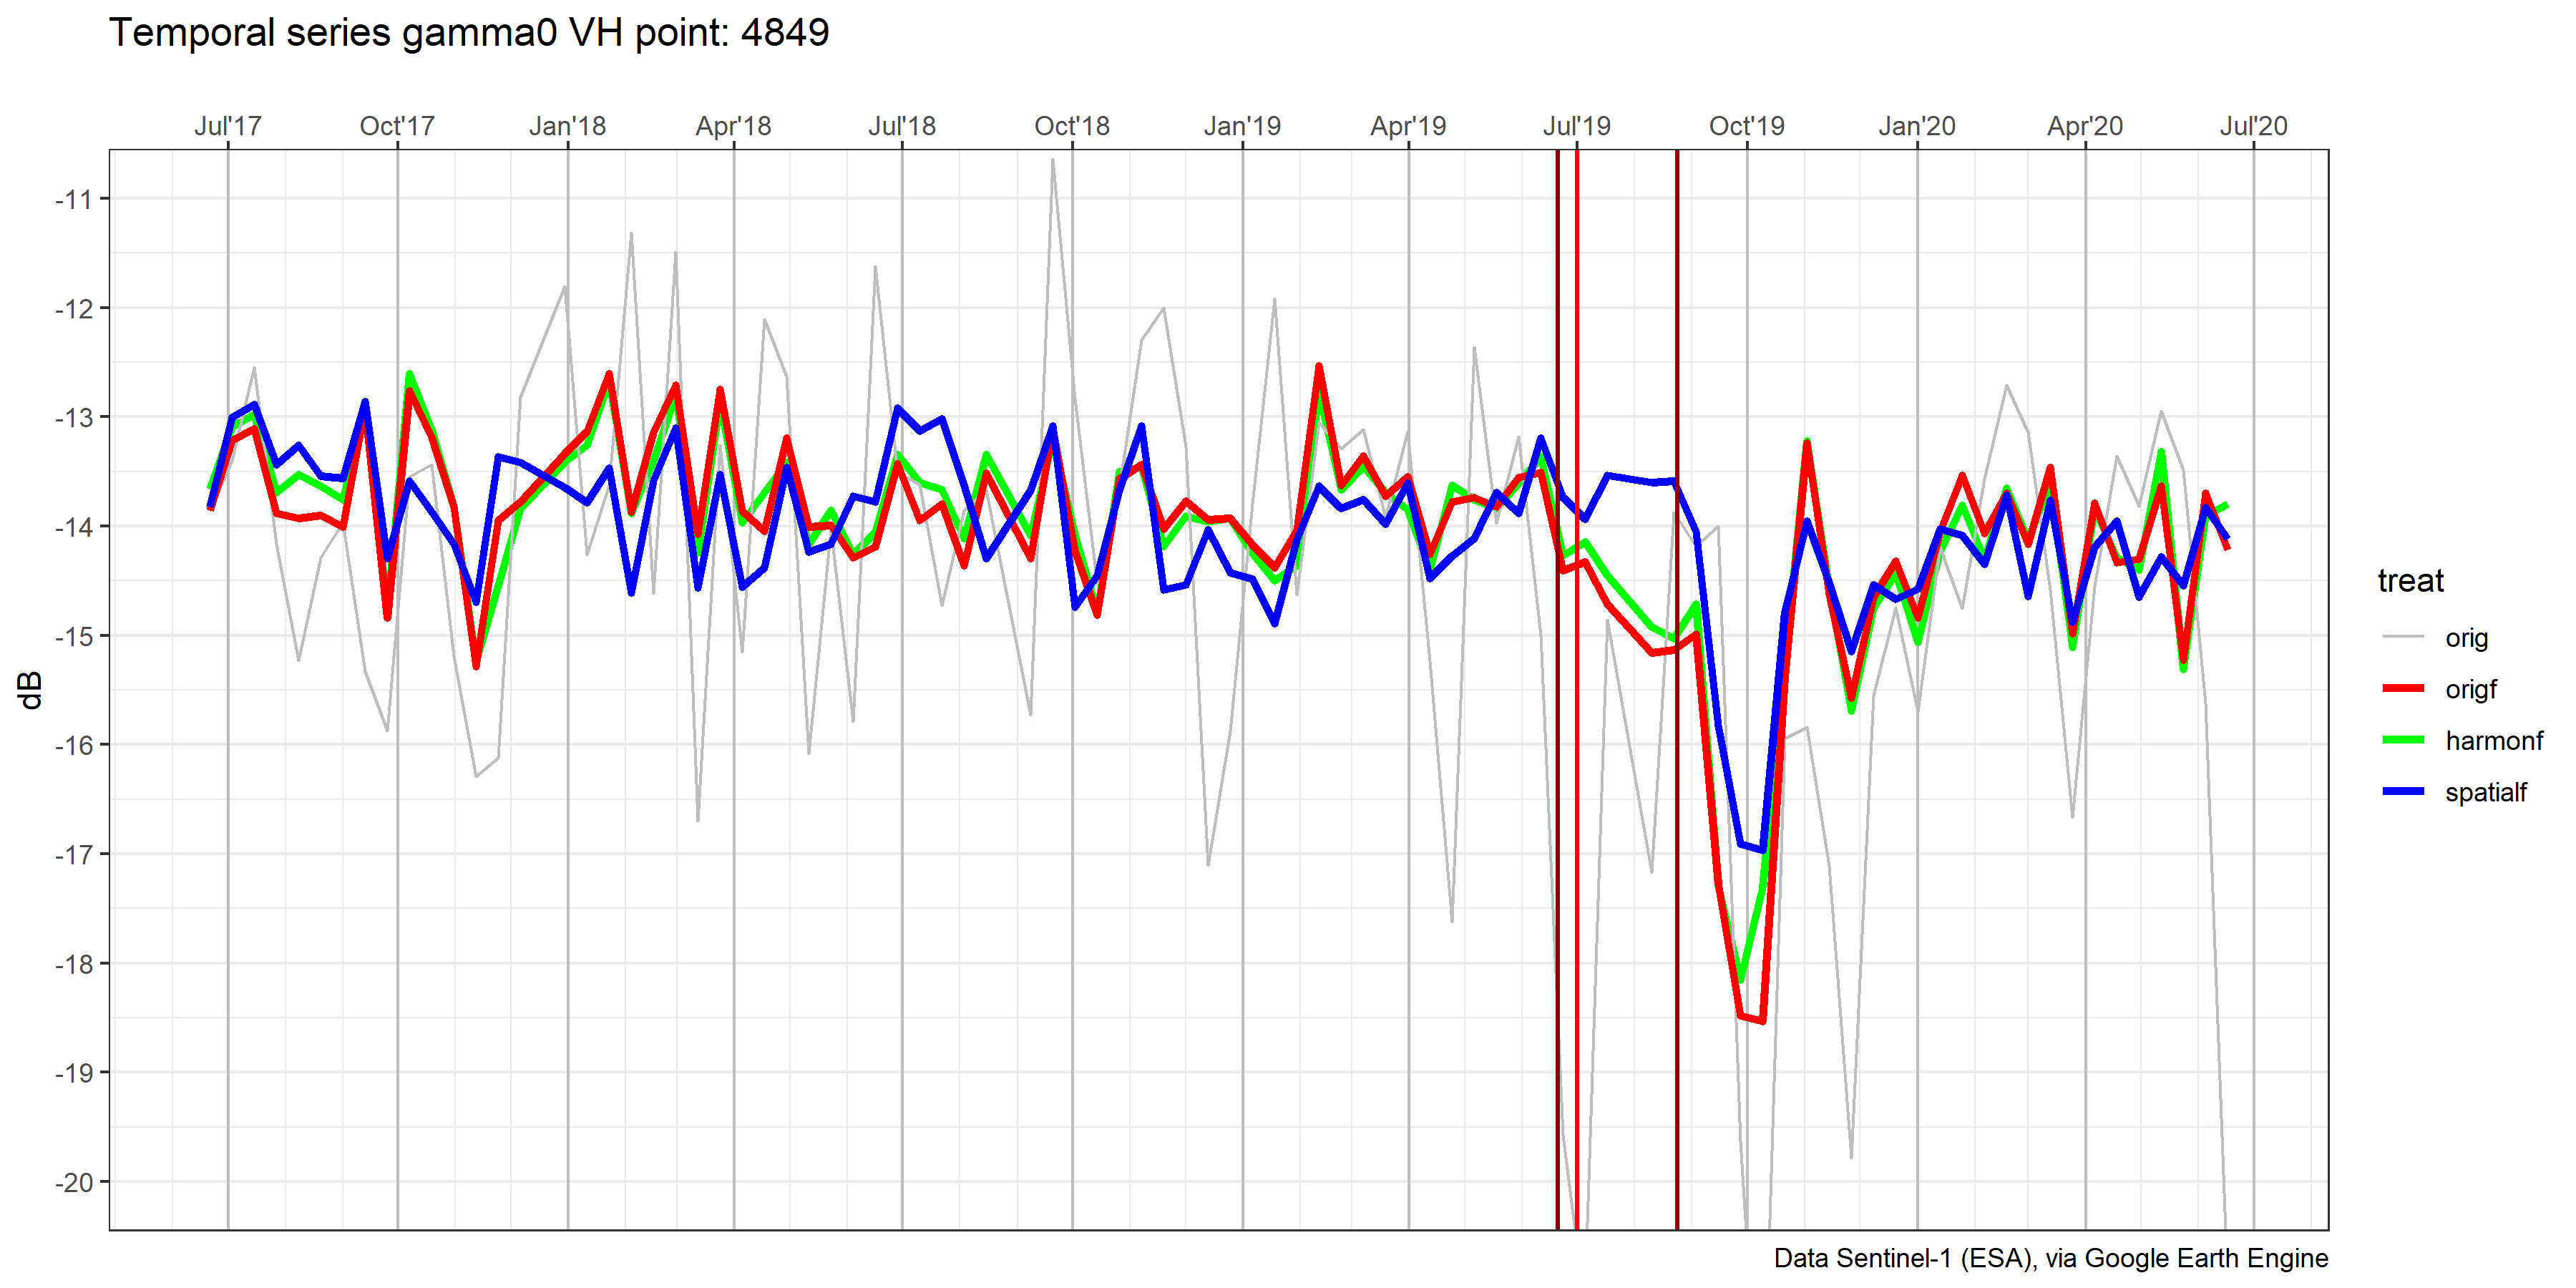 Temporal series gamma0 VH point: 4849
Jul'17 Oct'17 Jan'18 Apr'18 Jul'18 Oct'18 Jan'19 Apr'19 Jul'19 Oct'19 Jan'20 Apr'20 Jul'20
-11
-12
-13
-14
-15
-16
-17
-18
-19
-20
dB
treat
orig
origf
harmonf
spatialf
Data Sentinel-1 (ESA), via Google Earth Engine